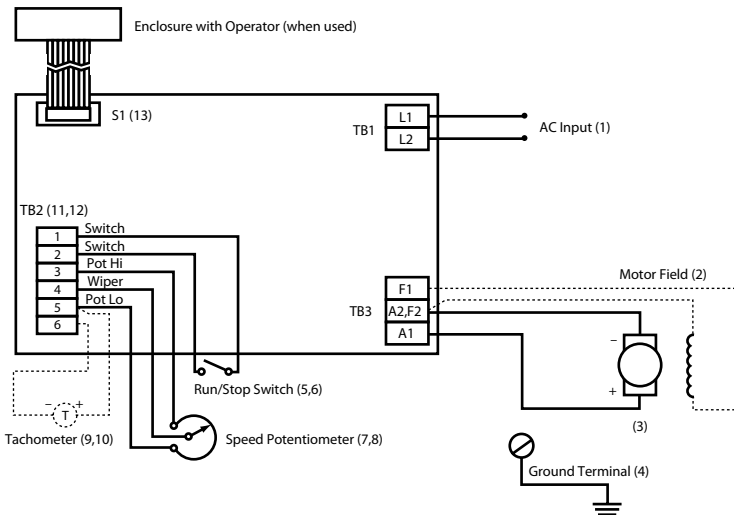 Enclosure with Operator (when used)
S1 (13)
TB1
L1
L2
AC Input (1)
TB2 (11,12)
1
2
3
4
5
6
Switch
Switch
Pot Hi
Wiper
Pot Lo
TB3
F1
A2,F2
A1
Motor Field (2)
–
+
(3)
Run/Stop Switch (5,6)
– T +
Tachometer (9,10)
Speed Potentiometer (7,8)
Ground Terminal (4)